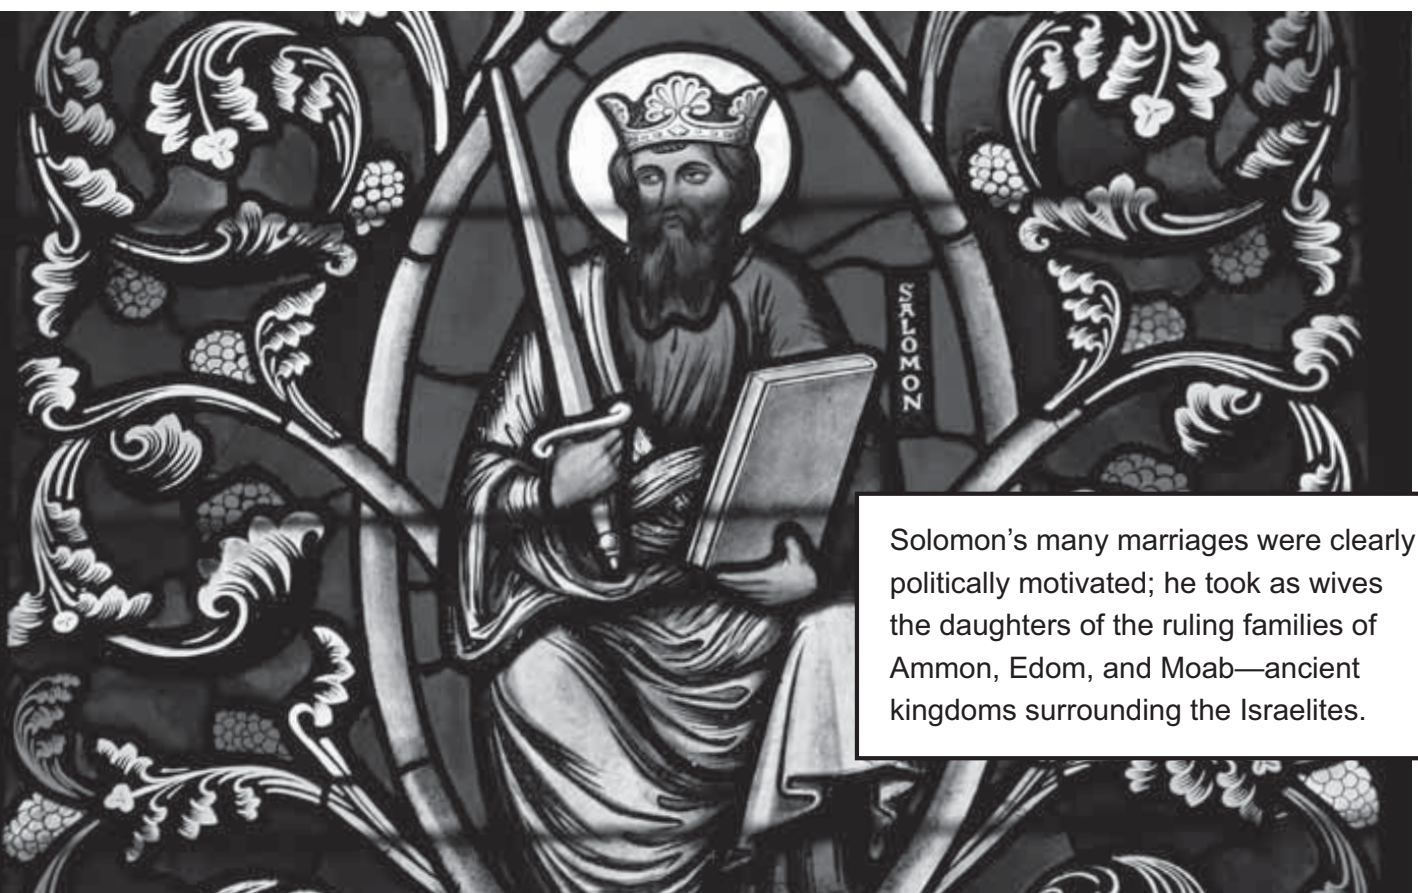 SALOMON
Solomon’s many marriages were clearly
politically motivated; he took as wives
the daughters of the ruling families of
Ammon, Edom, and Moab—ancient
kingdoms surrounding the Israelites.